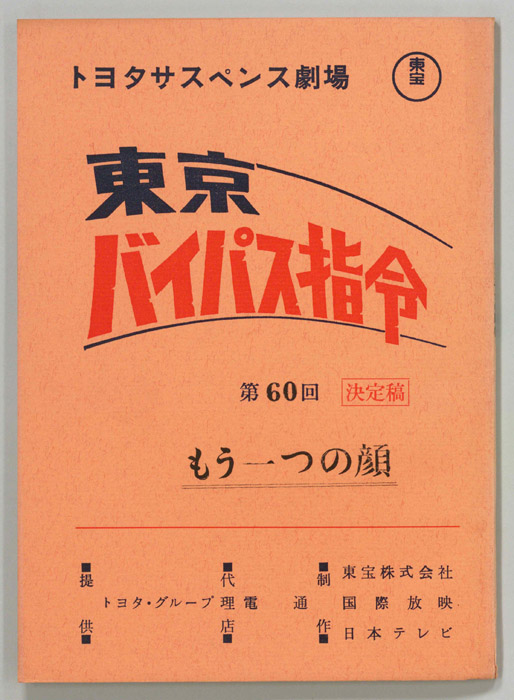 トヨタサスペンス劇場
東宝
東京
バイパス指令
第60回 決定稿
もう一つの顔
■提供■ トヨタ・グループ
■代理店■ 電通
■制作■ 東宝株式会社
国際放映
日本テレビ